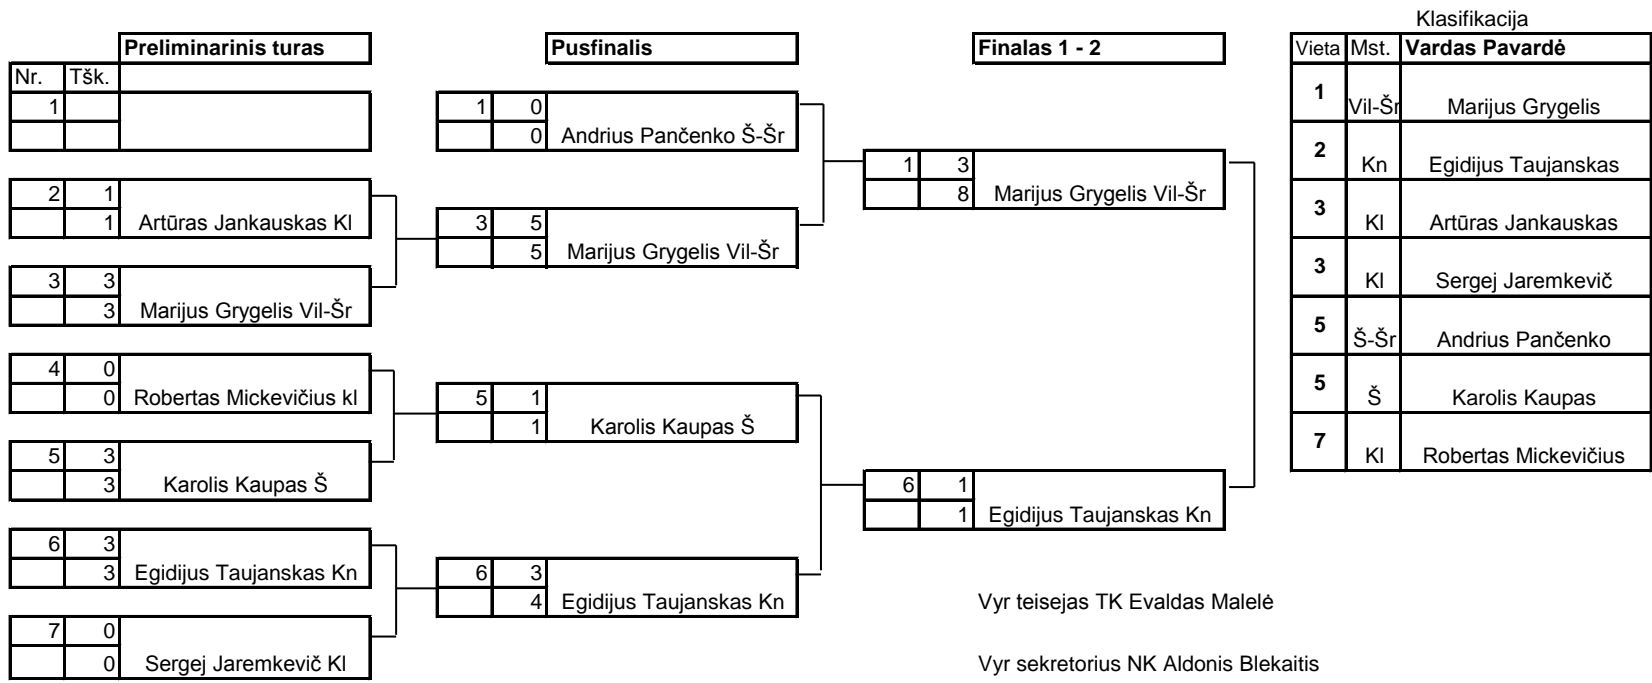 Klasifikacija
Preliminarinis turas Pusfinalis Finalas 1 - 2 Vieta Mst. Vardas Pavardė
Nr. Tšk.
1
1 0
0 Andrius Pančenko Š-Šr
1 Vil-Šr Marijus Grygelis
1 3
8 Marijus Grygelis Vil-Šr
2 Kn Egidijus Taujanskas
2 1
1 Artūras Jankauskas Kl
3 5
5 Marijus Grygelis Vil-Šr
3 Kl Artūras Jankauskas
3 3
3 Marijus Grygelis Vil-Šr
3 Kl Sergej Jaremkevič
5 Š-Šr Andrius Pančenko
4 0
0 Robertas Mickevičius kl
5 1
1 Karolis Kaupas Š
5 Š Karolis Kaupas
5 3
3 Karolis Kaupas Š
7 Kl Robertas Mickevičius
6 1
1 Egidijus Taujanskas Kn
6 3
3 Egidijus Taujanskas Kn
6 3
4 Egidijus Taujanskas Kn
Vyr teisejas TK Evaldas Malelė
7 0
0 Sergej Jaremkevič Kl
Vyr sekretorius NK Aldonis Blekaitis